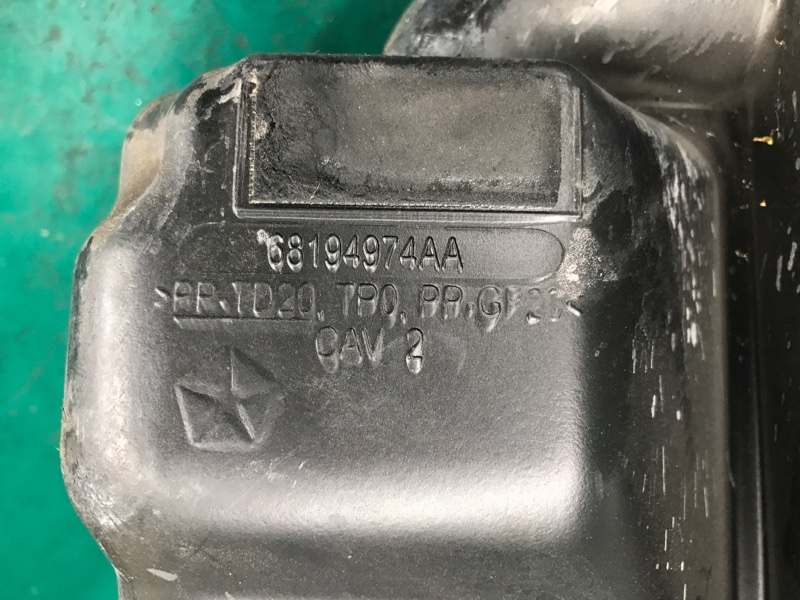 68194974AA
>PP-TD20, TPO, PP-GF30<
CAV 2